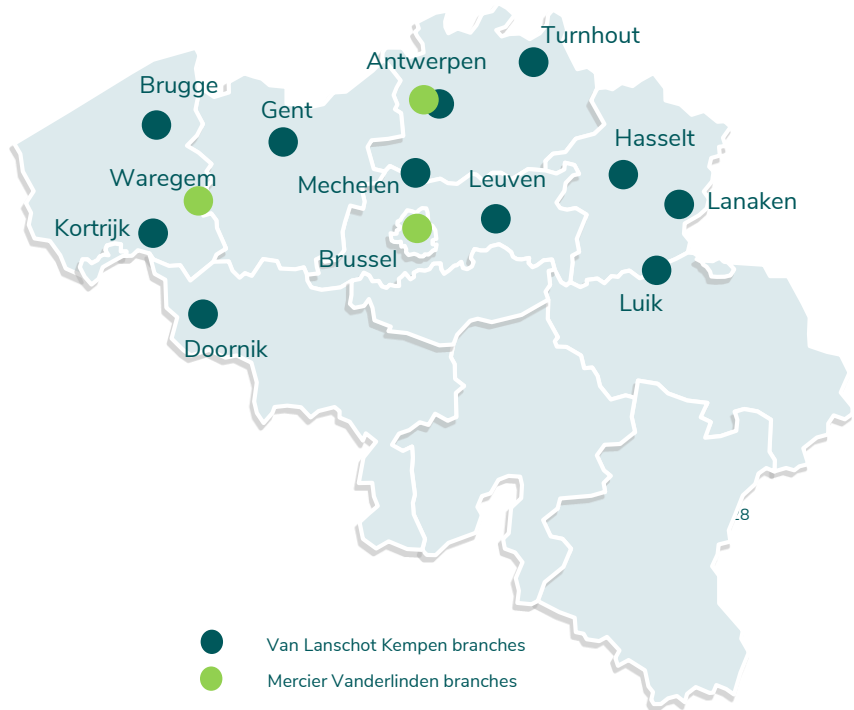 Turnhout
Antwerpen
Brugge
Gent
Hasselt
Waregem
Mechelen
Leuven
Lanaken
Kortrijk
Brussel
Luik
Doornik
Van Lanschot Kempen branches
Mercier Vanderlinden branches